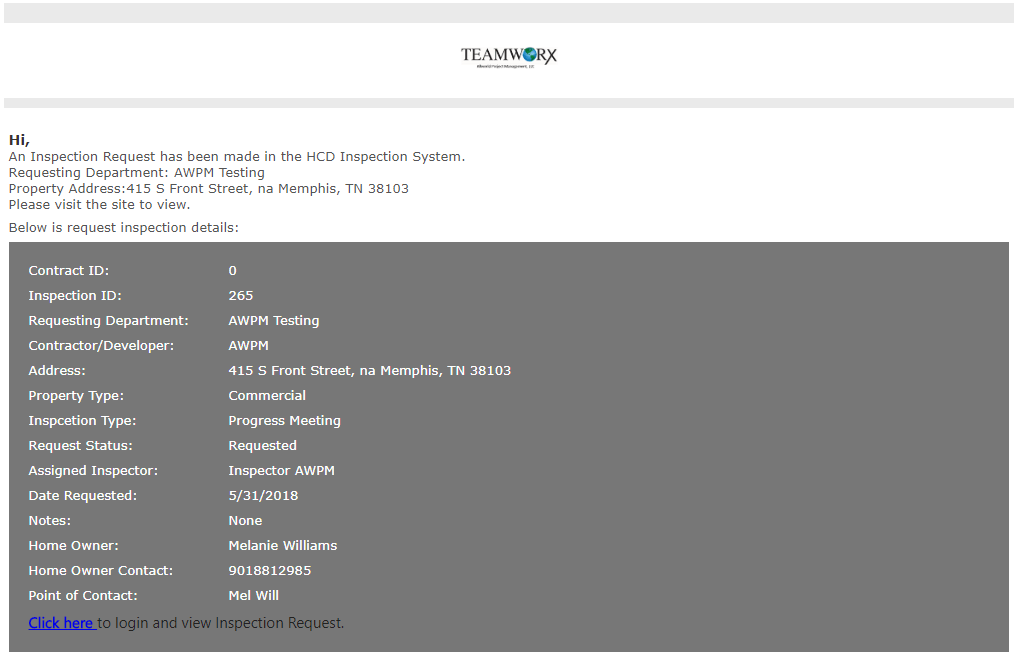 TEAMWORX
Allworld Project Management, LLC
Hi,
An Inspection Request has been made in the HCD Inspection System.
Requesting Department: AWPM Testing
Property Address:415 S Front Street, na Memphis, TN 38103
Please visit the site to view.
Below is request inspection details:
Contract ID: 0
Inspection ID: 265
Requesting Department: AWPM Testing
Contractor/Developer: AWPM
Address: 415 S Front Street, na Memphis, TN 38103
Property Type: Commercial
Inspcetion Type: Progress Meeting
Request Status: Requested
Assigned Inspector: Inspector AWPM
Date Requested: 5/31/2018
Notes: None
Home Owner: Melanie Williams
Home Owner Contact: 9018812985
Point of Contact: Mel Will
Click here to login and view Inspection Request.